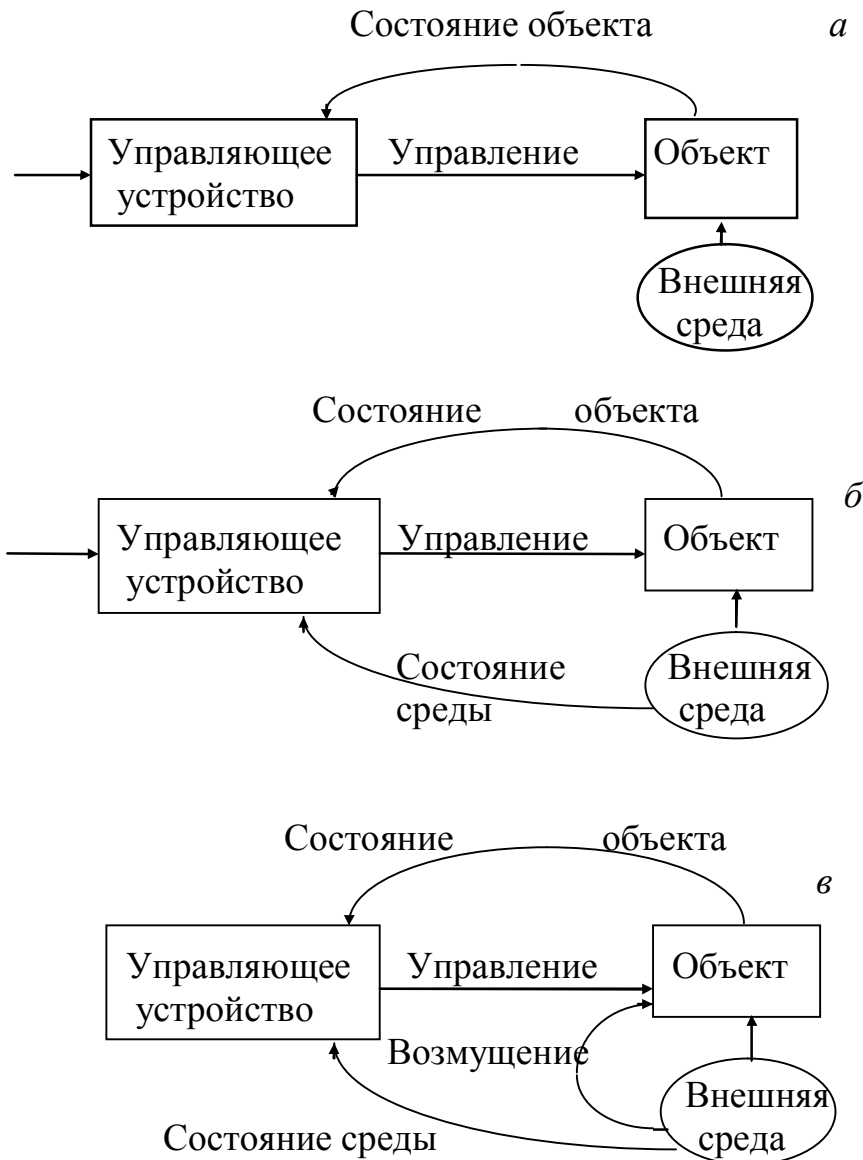 Состояние объекта
а
Управляющее
устройство
Управление
Объект
Внешняя
среда
Состояние объекта
б
Управляющее
устройство
Управление
Объект
Состояние
среды
Внешняя
среда
Состояние объекта
в
Управляющее
устройство
Управление
Объект
Возмущение
Внешняя
среда
Состояние среды